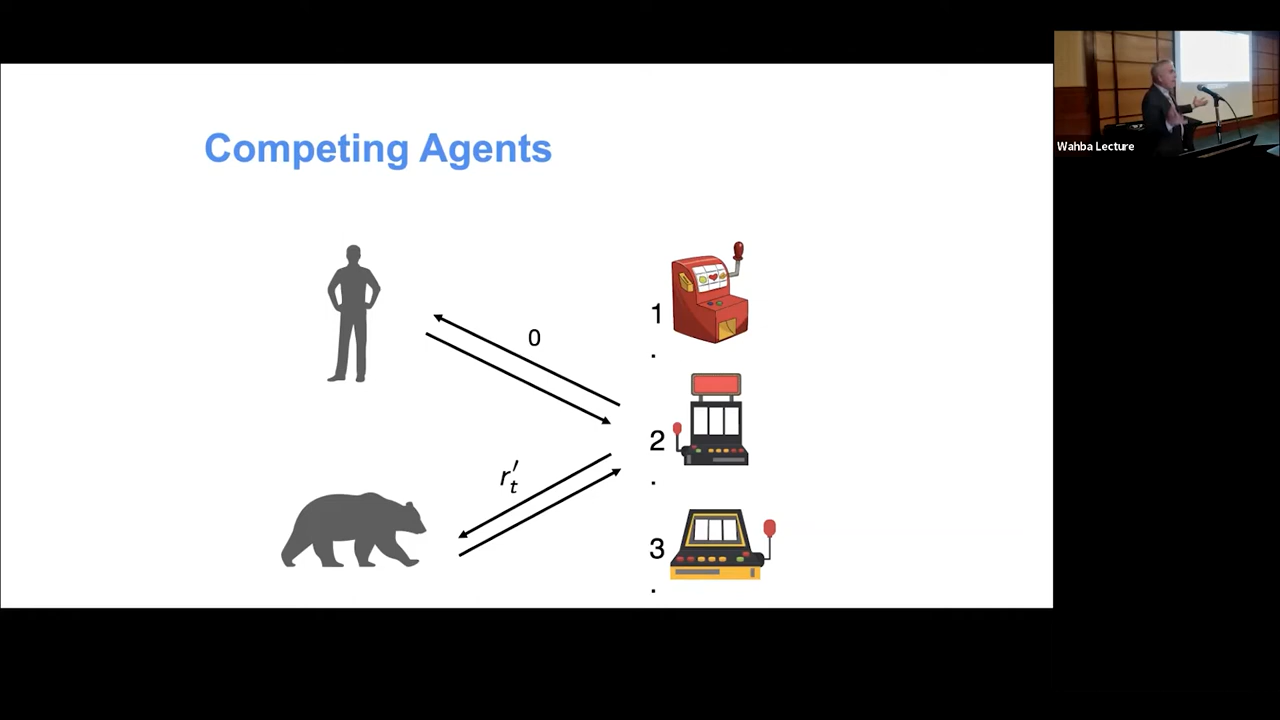 Competing Agents
Wahba Lecture
0
1
.
2
.
r′t
3
.